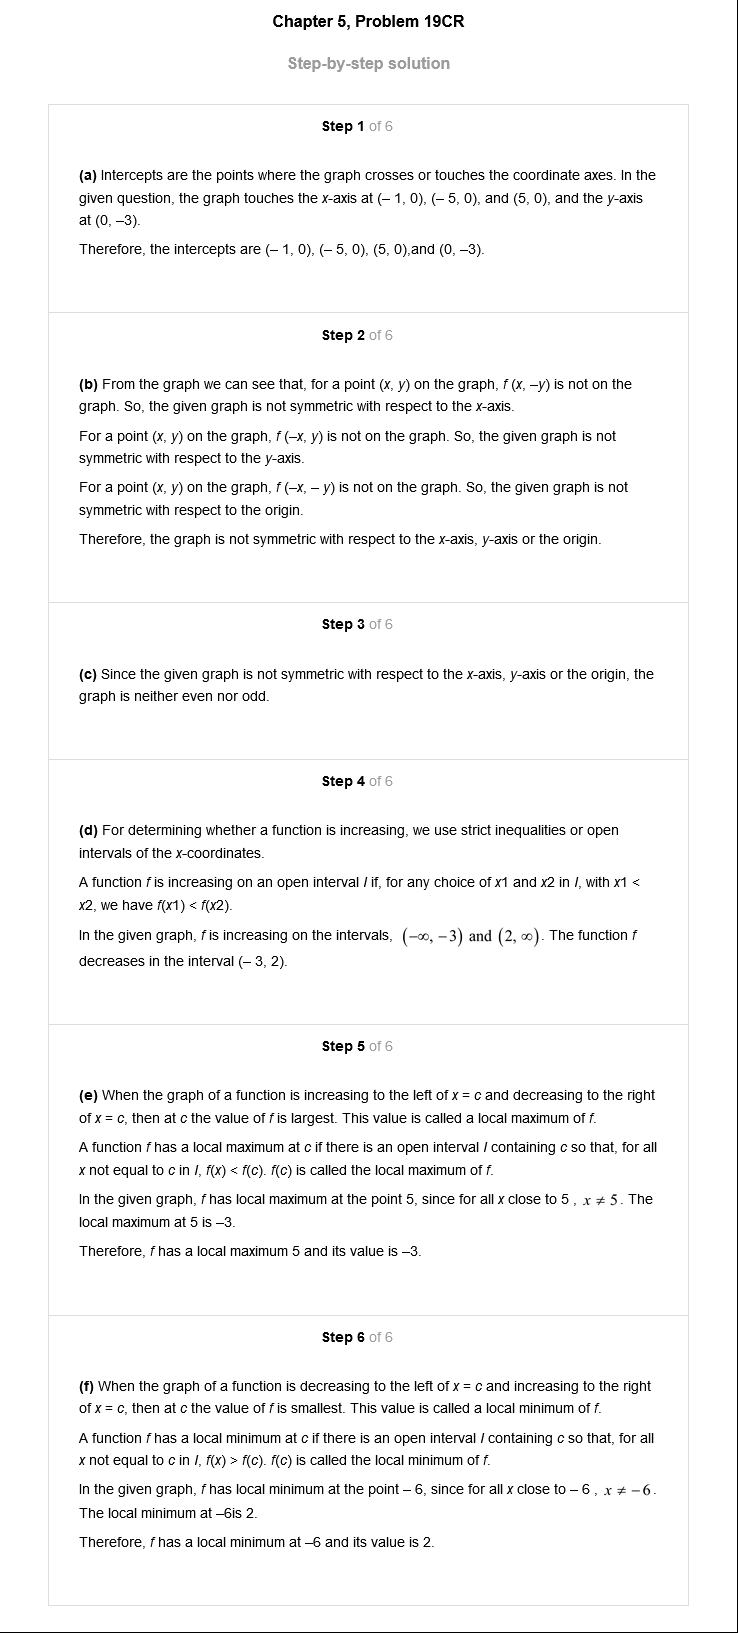 Chapter 5, Problem 19CR
Step-by-step solution
Step 1 of 6
(a) Intercepts are the points where the graph crosses or touches the coordinate axes. In the
given question, the graph touches the x-axis at (– 1, 0), (– 5, 0), and (5, 0), and the y-axis
at (0, –3).
Therefore, the intercepts are (– 1, 0), (– 5, 0), (5, 0),and (0, –3).
Step 2 of 6
(b) From the graph we can see that, for a point (x, y) on the graph, f (x, –y) is not on the
graph. So, the given graph is not symmetric with respect to the x-axis.
For a point (x, y) on the graph, f (–x, y) is not on the graph. So, the given graph is not
symmetric with respect to the y-axis.
For a point (x, y) on the graph, f (–x, – y) is not on the graph. So, the given graph is not
symmetric with respect to the origin.
Therefore, the graph is not symmetric with respect to the x-axis, y-axis or the origin.
Step 3 of 6
(c) Since the given graph is not symmetric with respect to the x-axis, y-axis or the origin, the
graph is neither even nor odd.
Step 4 of 6
(d) For determining whether a function is increasing, we use strict inequalities or open
intervals of the x-coordinates.
A function f is increasing on an open interval I if, for any choice of x1 and x2 in I, with x1 <
x2, we have f(x1) < f(x2).
In the given graph, f is increasing on the intervals, (−∞, −3) and (2, ∞). The function f
decreases in the interval (– 3, 2).
Step 5 of 6
(e) When the graph of a function is increasing to the left of x = c and decreasing to the right
of x = c, then at c the value of f is largest. This value is called a local maximum of f.
A function f has a local maximum at c if there is an open interval I containing c so that, for all
x not equal to c in I, f(x) < f(c). f(c) is called the local maximum of f.
In the given graph, f has local maximum at the point 5, since for all x close to 5 , x ≠ 5. The
local maximum at 5 is –3.
Therefore, f has a local maximum 5 and its value is –3.
Step 6 of 6
(f) When the graph of a function is decreasing to the left of x = c and increasing to the right
of x = c, then at c the value of f is smallest. This value is called a local minimum of f.
A function f has a local minimum at c if there is an open interval I containing c so that, for all
x not equal to c in I, f(x) > f(c). f(c) is called the local minimum of f.
In the given graph, f has local minimum at the point – 6, since for all x close to – 6 , x ≠ −6.
The local minimum at –6is 2.
Therefore, f has a local minimum at –6 and its value is 2.